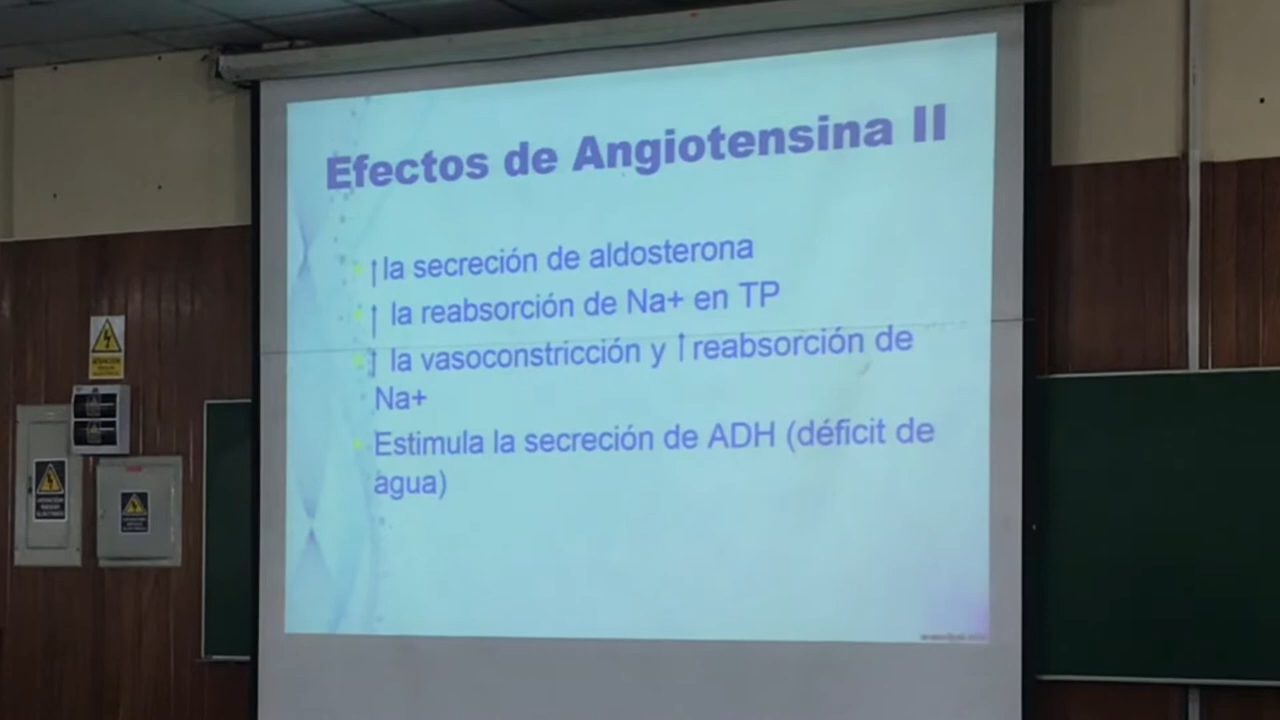 Efectos de Angiotensina II
↑la secreción de aldosterona
↑ la reabsorción de Na+ en TP
↑ la vasoconstricción y ↑reabsorción de
Na+
Estimula la secreción de ADH (déficit de
agua)